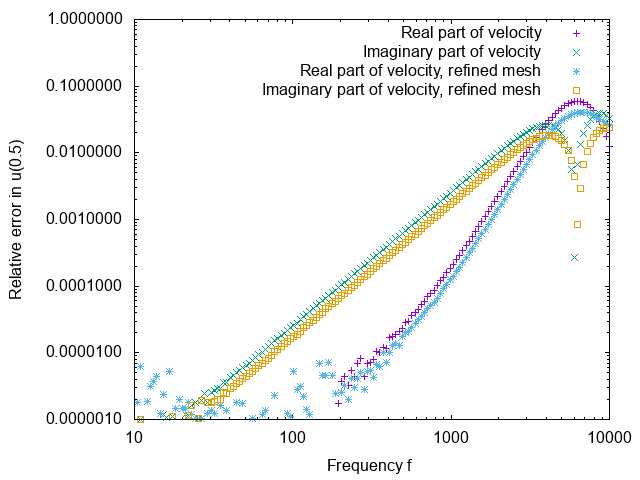 1.0000000
0.1000000
0.0100000
0.0010000
0.0001000
0.0000100
0.0000010
Relative error in u(0.5)
Real part of velocity
Imaginary part of velocity
Real part of velocity, refined mesh
Imaginary part of velocity, refined mesh
10 100 1000 10000
Frequency f